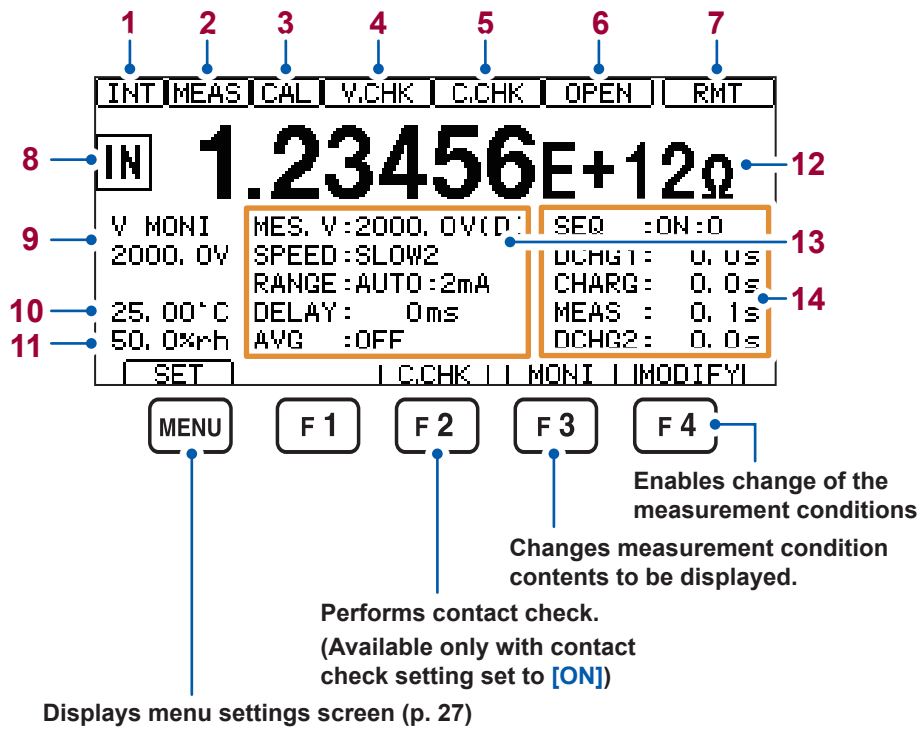 1 2 3 4 5 6 7
INT MEAS CAL V.CHK C.CHK OPEN RMT
8 IN 1.23456E+12Ω 12
9 V MONI MES. V:2000. 0V(D) SEQ :ON:0 13
2000. 0V SPEED:SLOW2 DCHG1: 0. 0s
RANGE:AUTO:2mA CHARG: 0. 0s 14
10 25. 00°C DELAY: 0ms MEAS : 0. 1s
11 50. 0%rh AVG :OFF DCHG2: 0. 0s
SET C.CHK MONI MODIFY
MENU F 1 F 2 F 3 F 4
Enables change of the
measurement conditions
Changes measurement condition
contents to be displayed.
Performs contact check.
(Available only with contact
check setting set to [ON])
Displays menu settings screen (p. 27)